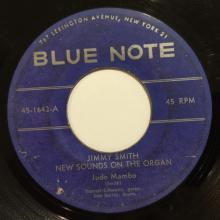 767 LEXINGTON AVENUE, NEW YORK 21
BLUE NOTE
45-1642-A
45 RPM
JIMMY SMITH
NEW SOUNDS ON THE ORGAN
Judo Mambo
(Smith)